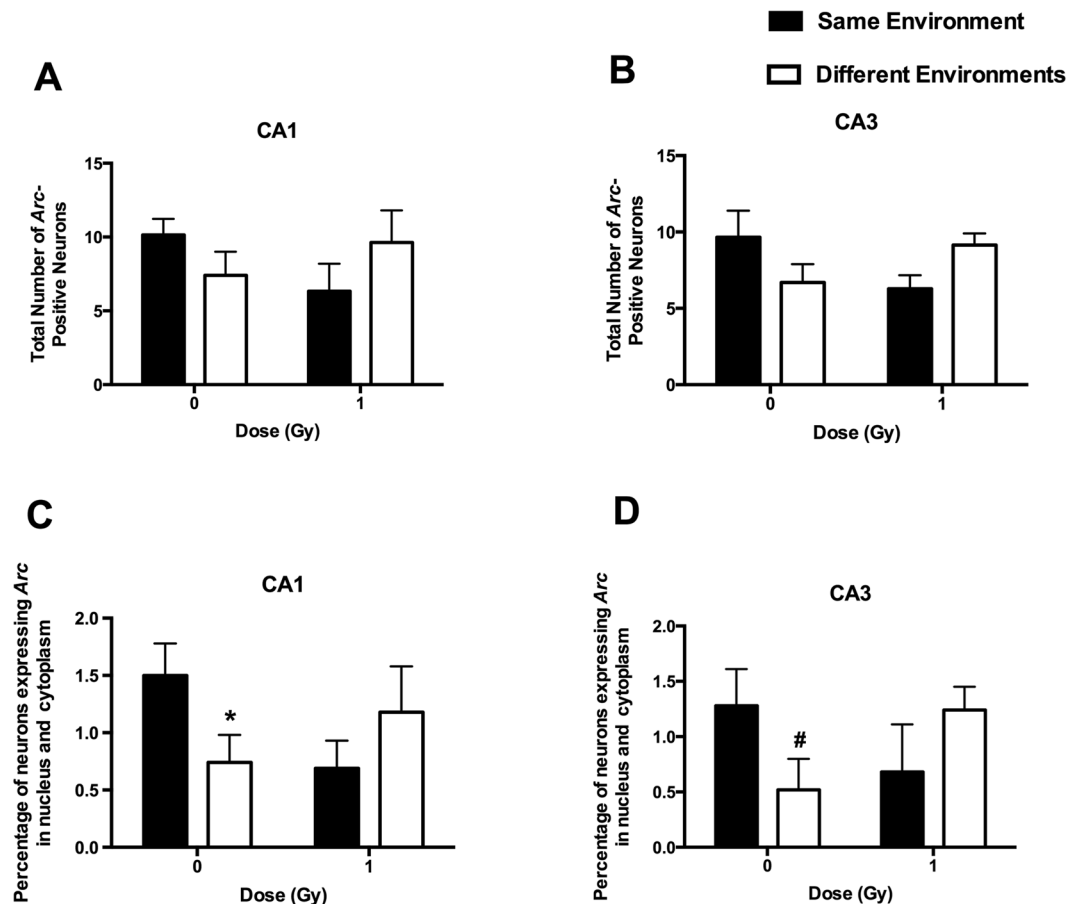 Same Environment
Different Environments
A
CA1
Total Number of Arc-
Positive Neurons
15
10
5
0
0
1
Dose (Gy)
B
CA3
Total Number of Arc-
Positive Neurons
15
10
5
0
0
1
Dose (Gy)
C
CA1
Percentage of neurons expressing Arc
in nucleus and cytoplasm
2.0
1.5
1.0
0.5
0.0
*
0
1
Dose (Gy)
D
CA3
Percentage of neurons expressing Arc
in nucleus and cytoplasm
2.0
1.5
1.0
0.5
0.0
#
0
1
Dose (Gy)